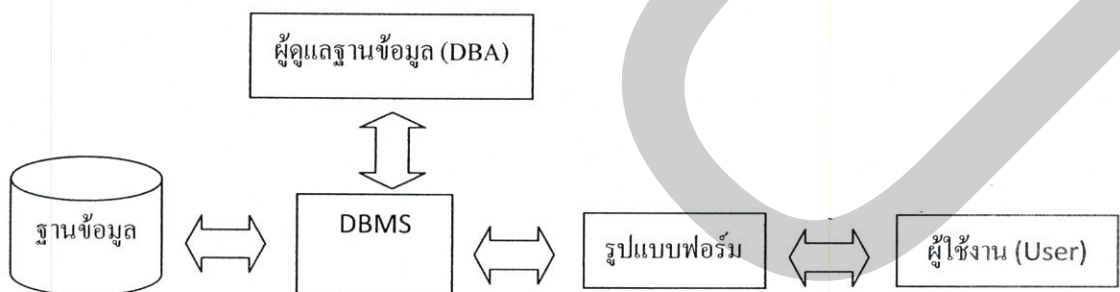 ผู้ดูแลฐานข้อมูล (DBA)
ฐานข้อมูล
DBMS
รูปแบบฟอร์ม
ผู้ใช้งาน (User)